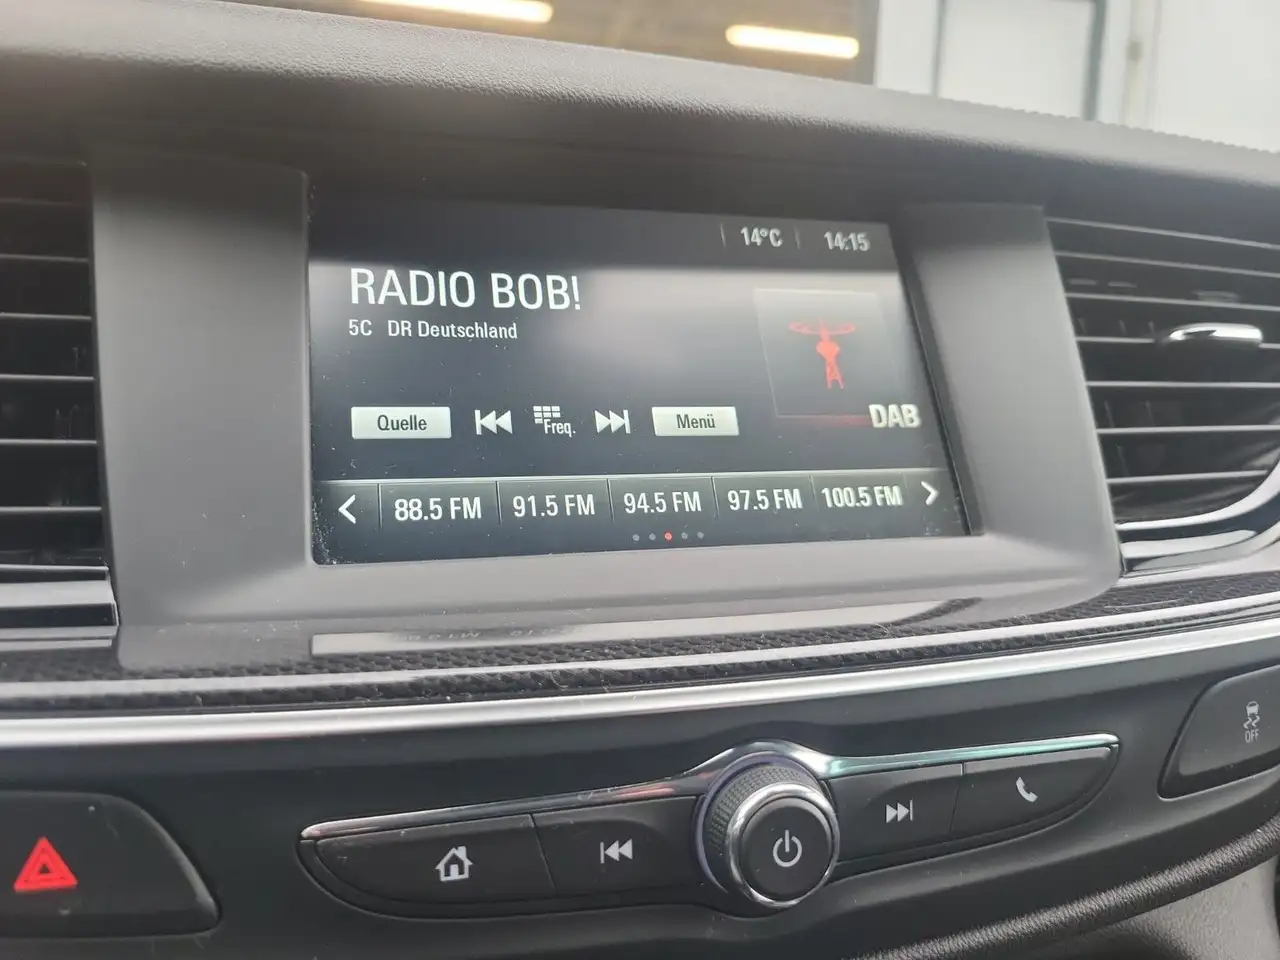 14°C 14:15
RADIO BOB!
5C DR Deutschland
DAB
Quelle Freq. Menü
88.5 FM 91.5 FM 94.5 FM 97.5 FM 100.5 FM
OFF